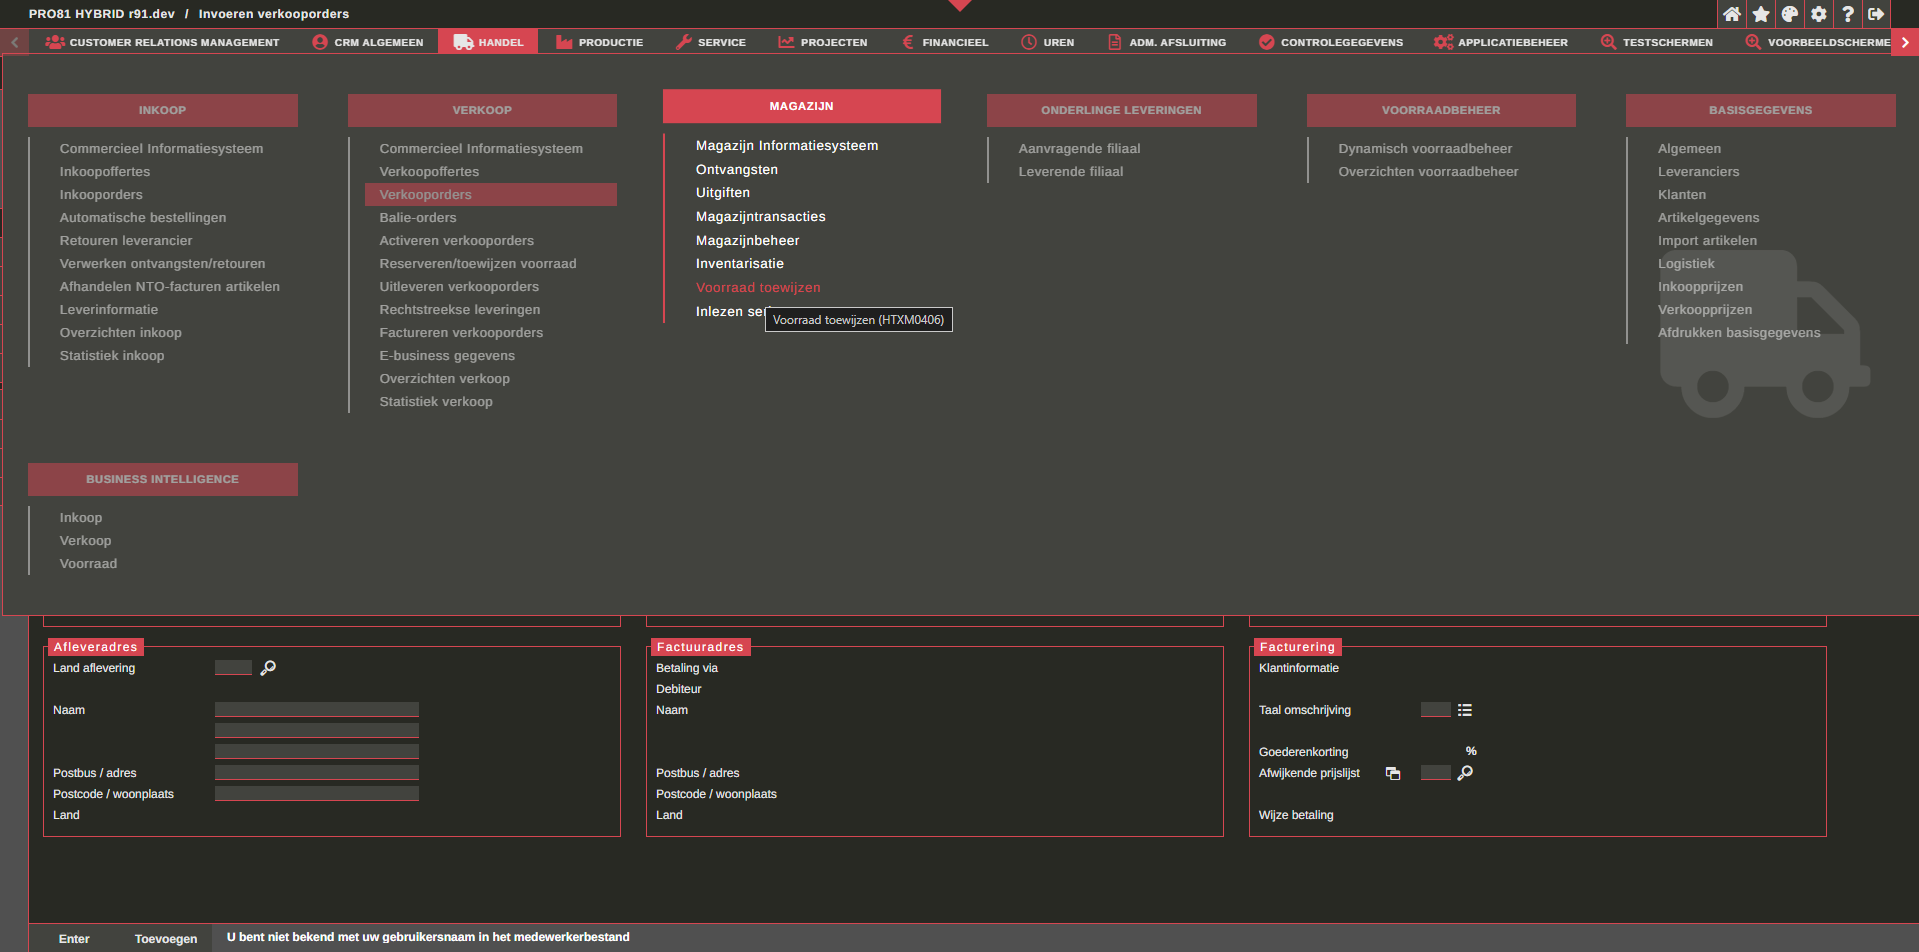 PRO81 HYBRID r91.dev / Invoeren verkooporders
CUSTOMER RELATIONS MANAGEMENT CRM ALGEMEEN HANDEL PRODUCTIE SERVICE PROJECTEN FINANCIEEL UREN ADM. AFSLUITING CONTROLEGEGEVENS APPLICATIEBEHEER TESTSCHERMEN VOORBEELDSCHERME
INKOOP
Commercieel Informatiesysteem
Inkoopoffertes
Inkooporders
Automatische bestellingen
Retouren leverancier
Verwerken ontvangsten/retouren
Afhandelen NTO-facturen artikelen
Leverinformatie
Overzichten inkoop
Statistiek inkoop
VERKOOP
Commercieel Informatiesysteem
Verkoopoffertes
Verkooporders
Balie-orders
Activeren verkooporders
Reserveren/toewijzen voorraad
Uitleveren verkooporders
Rechtstreekse leveringen
Factureren verkooporders
E-business gegevens
Overzichten verkoop
Statistiek verkoop
MAGAZIJN
Magazijn Informatiesysteem
Ontvangsten
Uitgiften
Magazijntransacties
Magazijnbeheer
Inventarisatie
Voorraad toewijzen
Inlezen
Voorraad toewijzen (HTXM0406)
ONDERLINGE LEVERINGEN
Aanvragende filiaal
Leverende filiaal
VOORRAADBEHEER
Dynamisch voorraadbeheer
Overzichten voorraadbeheer
BASISGEGEVENS
Algemeen
Leveranciers
Klanten
Artikelgegevens
Import artikelen
Logistiek
Inkoopprijzen
Verkoopprijzen
Afdrukken basisgegevens
BUSINESS INTELLIGENCE
Inkoop
Verkoop
Voorraad
Afleveradres
Land aflevering
Naam
Postbus / adres
Postcode / woonplaats
Land
Factuuradres
Betaling via
Debiteur
Naam
Postbus / adres
Postcode / woonplaats
Land
Facturering
Klantinformatie
Taal omschrijving
Goederenkorting %
Afwijkende prijslijst
Wijze betaling
Enter Toevoegen U bent niet bekend met uw gebruikersnaam in het medewerkerbestand